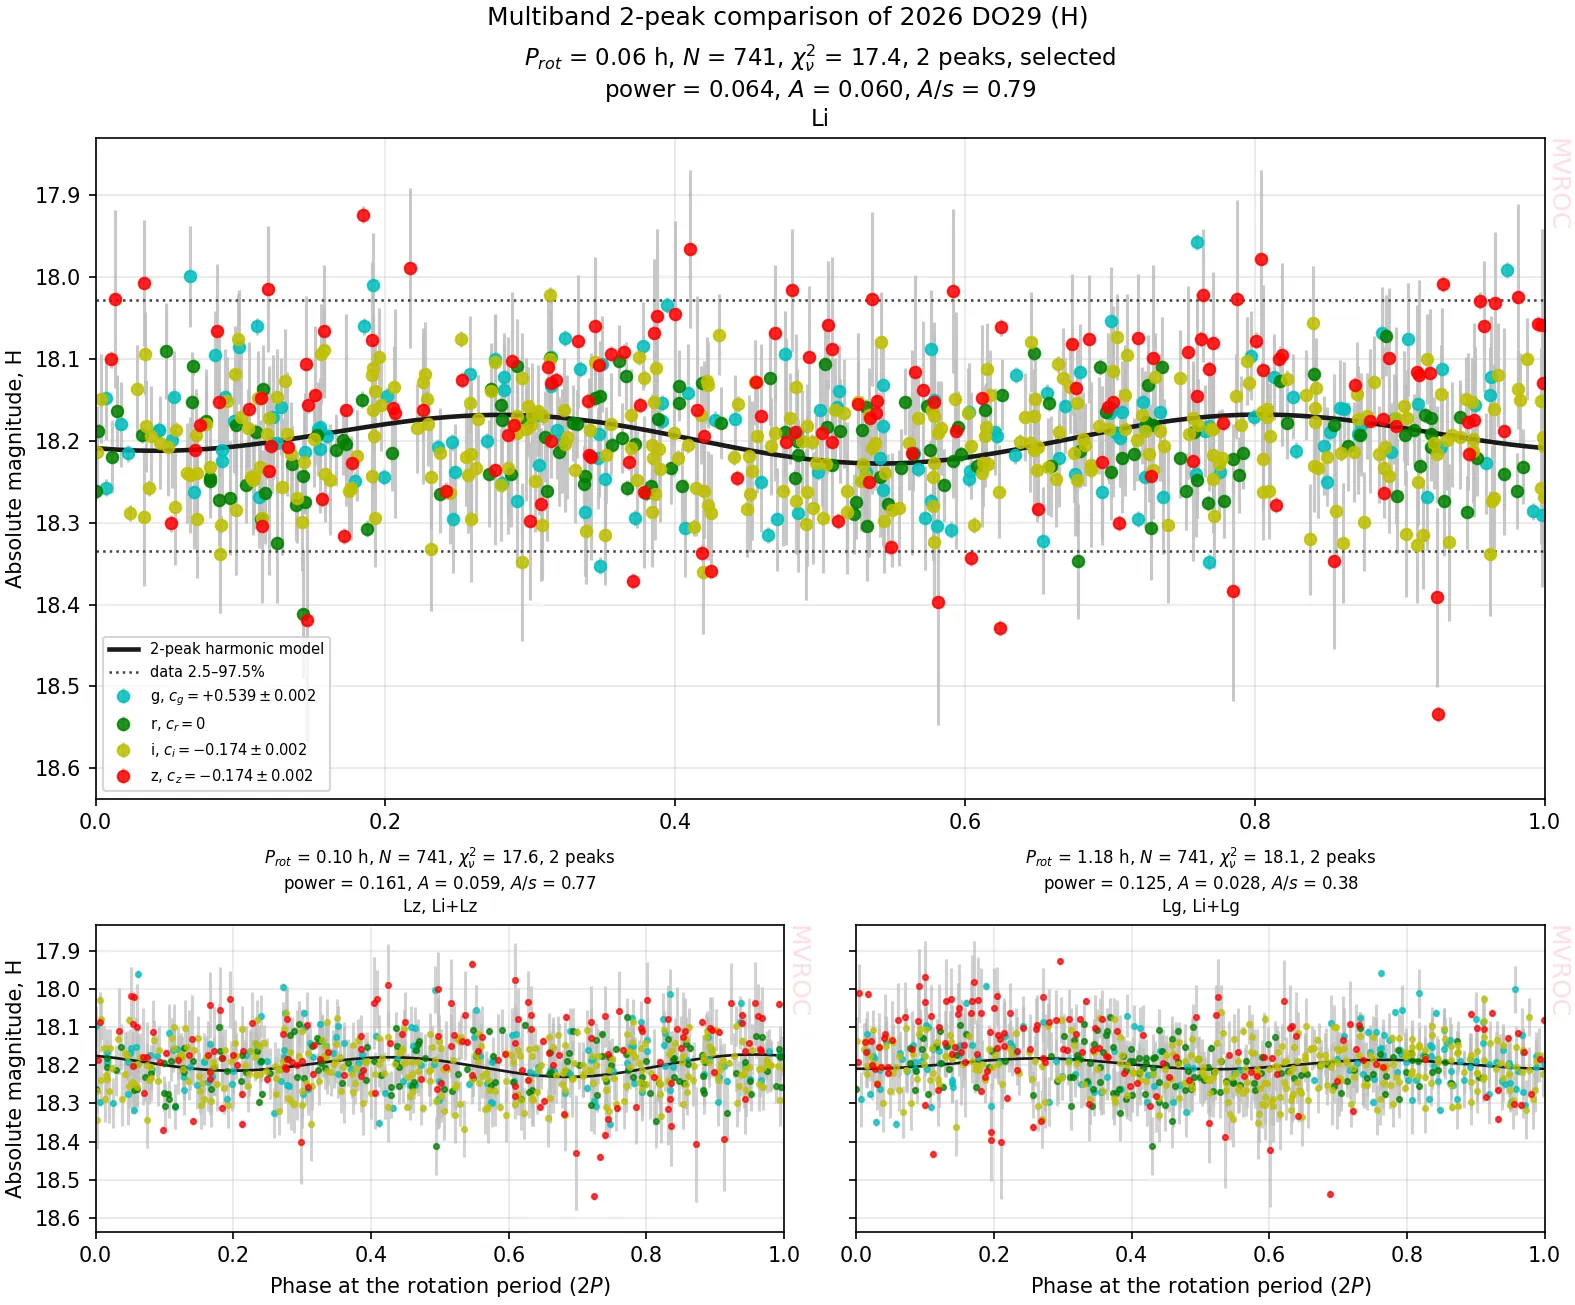 Multiband 2-peak comparison of 2026 DO29 (H)
P_rot = 0.06 h, N = 741, χ²_ν = 17.4, 2 peaks, selected
power = 0.064, A = 0.060, A/s = 0.79
Li
MVROC
17.9
18.0
18.1
18.2
18.3
18.4
18.5
18.6
Absolute magnitude, H
2-peak harmonic model
data 2.5–97.5%
g, c_g = +0.539 ± 0.002
r, c_r = 0
i, c_i = −0.174 ± 0.002
z, c_z = −0.174 ± 0.002
0.0 0.2 0.4 0.6 0.8 1.0
P_rot = 0.10 h, N = 741, χ²_ν = 17.6, 2 peaks
power = 0.161, A = 0.059, A/s = 0.77
Lz, Li+Lz
MVROC
17.9
18.0
18.1
18.2
18.3
18.4
18.5
18.6
Absolute magnitude, H
0.0 0.2 0.4 0.6 0.8 1.0
Phase at the rotation period (2P)
P_rot = 1.18 h, N = 741, χ²_ν = 18.1, 2 peaks
power = 0.125, A = 0.028, A/s = 0.38
Lg, Li+Lg
MVROC
0.0 0.2 0.4 0.6 0.8 1.0
Phase at the rotation period (2P)